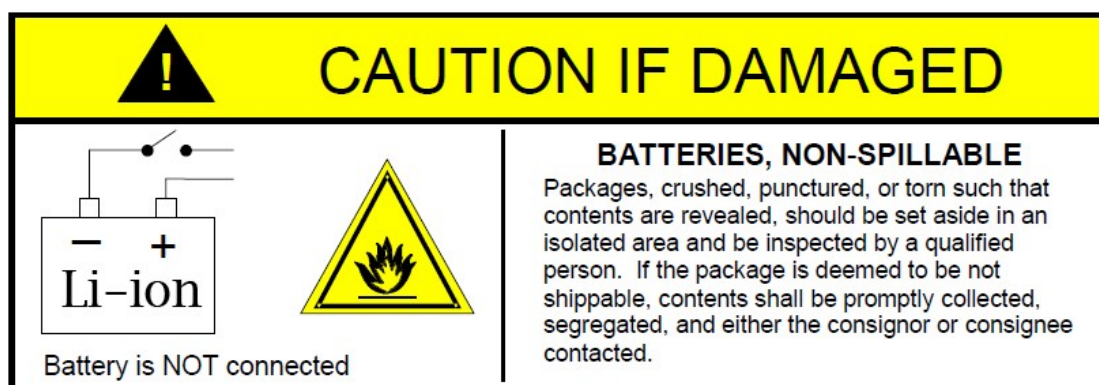 ! CAUTION IF DAMAGED
− +
Li-ion
Battery is NOT connected
BATTERIES, NON-SPILLABLE
Packages, crushed, punctured, or torn such that
contents are revealed, should be set aside in an
isolated area and be inspected by a qualified
person.  If the package is deemed to be not
shippable, contents shall be promptly collected,
segregated, and either the consignor or consignee
contacted.